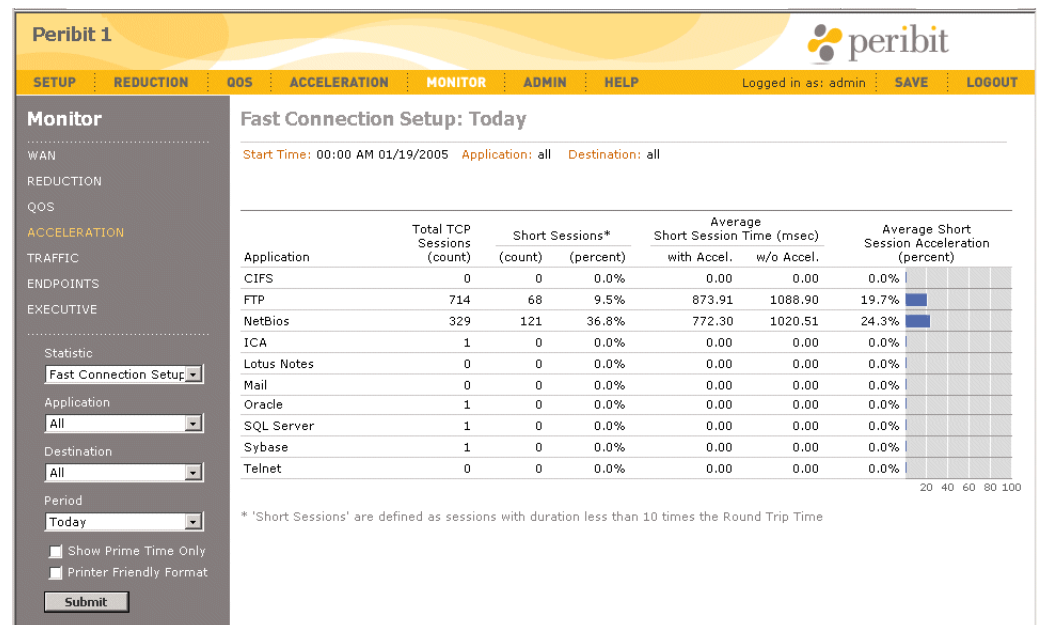 Peribit 1
peribit
SETUP REDUCTION QOS ACCELERATION MONITOR ADMIN HELP Logged in as: admin SAVE LOGOUT
Monitor
WAN
REDUCTION
QOS
ACCELERATION
TRAFFIC
ENDPOINTS
EXECUTIVE
Statistic
Fast Connection Setup
Application
All
Destination
All
Period
Today
Show Prime Time Only
Printer Friendly Format
Submit
Fast Connection Setup: Today
Start Time: 00:00 AM 01/19/2005 Application: all Destination: all
Application Total TCP Sessions (count) Short Sessions* (count) (percent) Average Short Session Time (msec) with Accel. w/o Accel. Average Short Session Acceleration (percent)
CIFS 0 0 0.0% 0.00 0.00 0.0%
FTP 714 68 9.5% 873.91 1088.90 19.7%
NetBios 329 121 36.8% 772.30 1020.51 24.3%
ICA 1 0 0.0% 0.00 0.00 0.0%
Lotus Notes 0 0 0.0% 0.00 0.00 0.0%
Mail 0 0 0.0% 0.00 0.00 0.0%
Oracle 1 0 0.0% 0.00 0.00 0.0%
SQL Server 1 0 0.0% 0.00 0.00 0.0%
Sybase 1 0 0.0% 0.00 0.00 0.0%
Telnet 0 0 0.0% 0.00 0.00 0.0%
20 40 60 80 100
* 'Short Sessions' are defined as sessions with duration less than 10 times the Round Trip Time